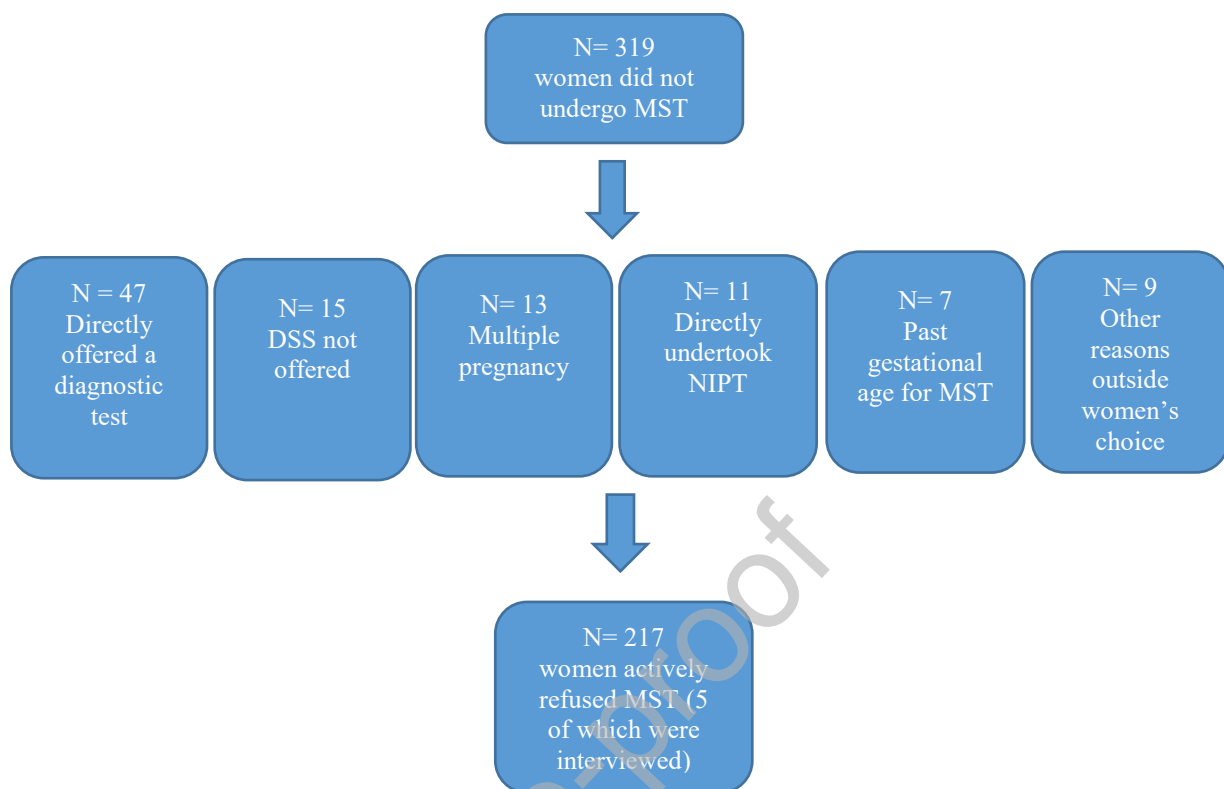 N= 319
women did not
undergo MST
N = 47
Directly
offered a
diagnostic
test
N= 15
DSS not
offered
N= 13
Multiple
pregnancy
N= 11
Directly
undertook
NIPT
N= 7
Past
gestational
age for MST
N= 9
Other
reasons
outside
women’s
choice
N= 217
women actively
refused MST (5
of which were
interviewed)
-proof